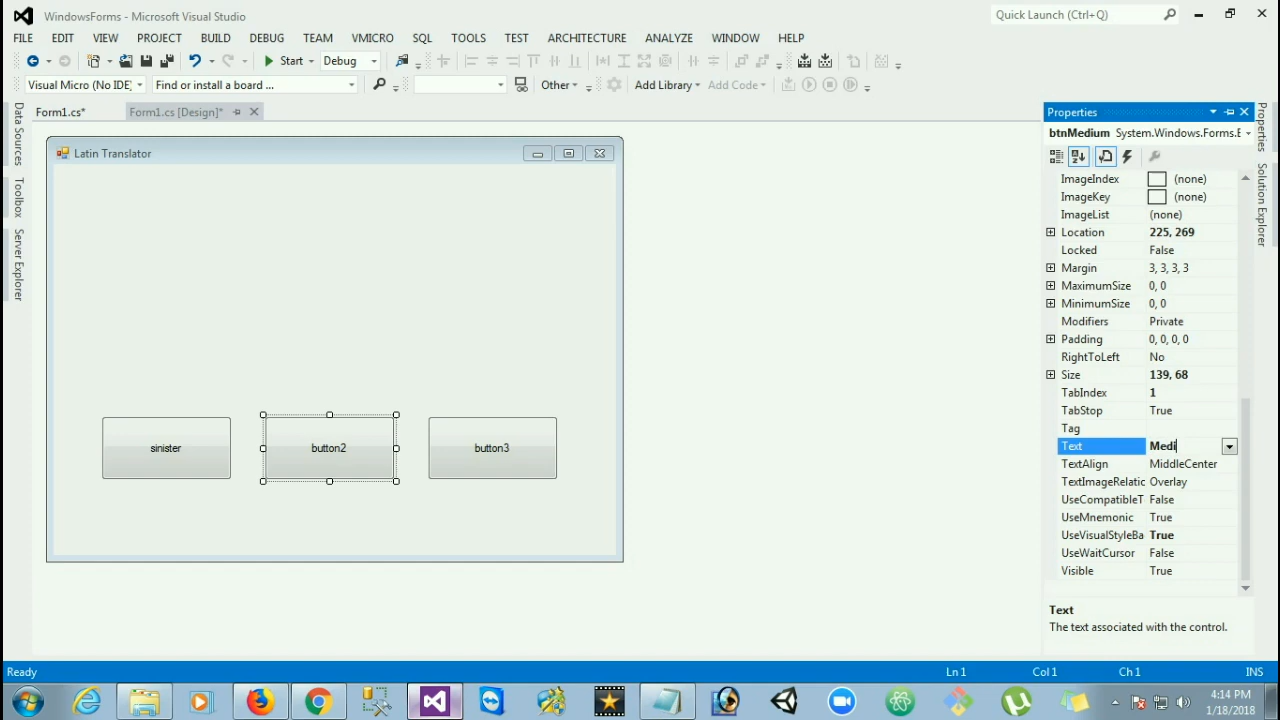 WindowsForms - Microsoft Visual Studio
Quick Launch (Ctrl+Q)
FILE EDIT VIEW PROJECT BUILD DEBUG TEAM VMICRO SQL TOOLS TEST ARCHITECTURE ANALYZE WINDOW HELP
Start Debug
Visual Micro (No IDE) Find or install a board ... Other Add Library Add Code
Form1.cs* Form1.cs [Design]*
Data Sources
Toolbox
Server Explorer
Latin Translator
sinister button2 button3
Properties
btnMedium System.Windows.Forms.
ImageIndex (none)
ImageKey (none)
ImageList (none)
Location 225, 269
Locked False
Margin 3, 3, 3, 3
MaximumSize 0, 0
MinimumSize 0, 0
Modifiers Private
Padding 0, 0, 0, 0
RightToLeft No
Size 139, 68
TabIndex 1
TabStop True
Tag
Text Medi
TextAlign MiddleCenter
TextImageRelatic Overlay
UseCompatibleT False
UseMnemonic True
UseVisualStyleBa True
UseWaitCursor False
Visible True
Text
The text associated with the control.
Properties
Solution Explorer
Ready Ln 1 Col 1 Ch 1 INS
4:14 PM
1/18/2018